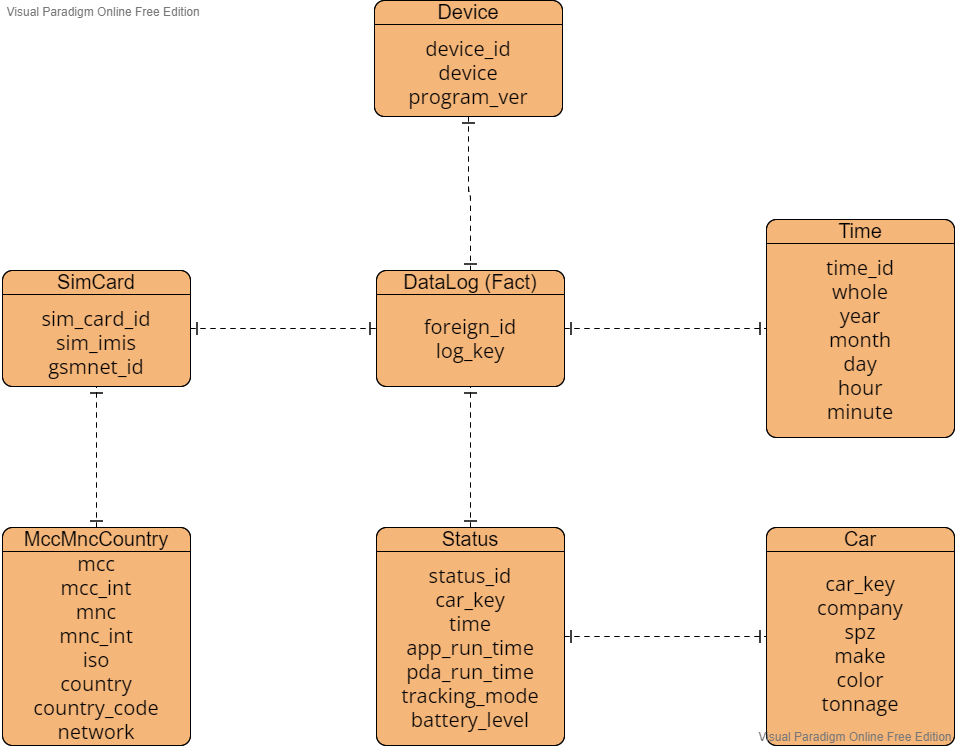 Visual Paradigm Online Free Edition
Device
device_id
device
program_ver
SimCard
sim_card_id
sim_imis
gsmnet_id
DataLog (Fact)
foreign_id
log_key
Time
time_id
whole
year
month
day
hour
minute
MccMncCountry
mcc
mcc_int
mnc
mnc_int
iso
country
country_code
network
Status
status_id
car_key
time
app_run_time
pda_run_time
tracking_mode
battery_level
Car
car_key
company
spz
make
color
tonnage
Visual Paradigm Online Free Edition